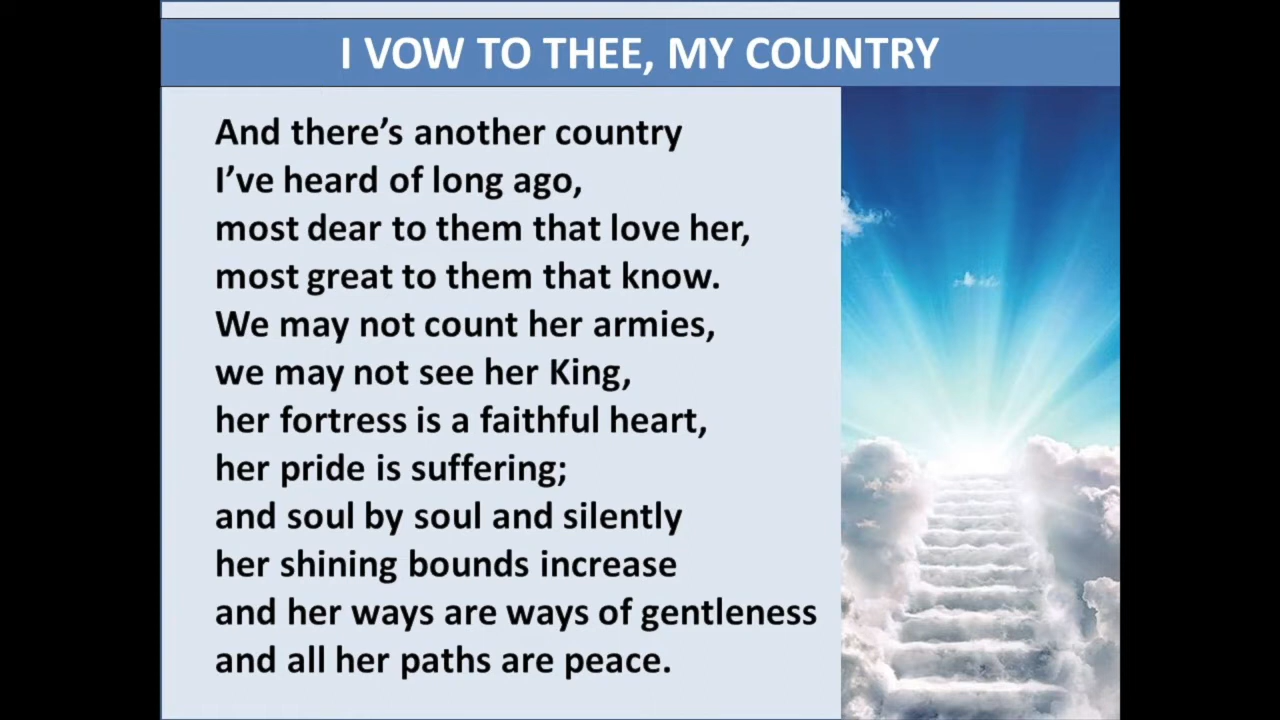 I VOW TO THEE, MY COUNTRY
And there’s another country
I’ve heard of long ago,
most dear to them that love her,
most great to them that know.
We may not count her armies,
we may not see her King,
her fortress is a faithful heart,
her pride is suffering;
and soul by soul and silently
her shining bounds increase
and her ways are ways of gentleness
and all her paths are peace.